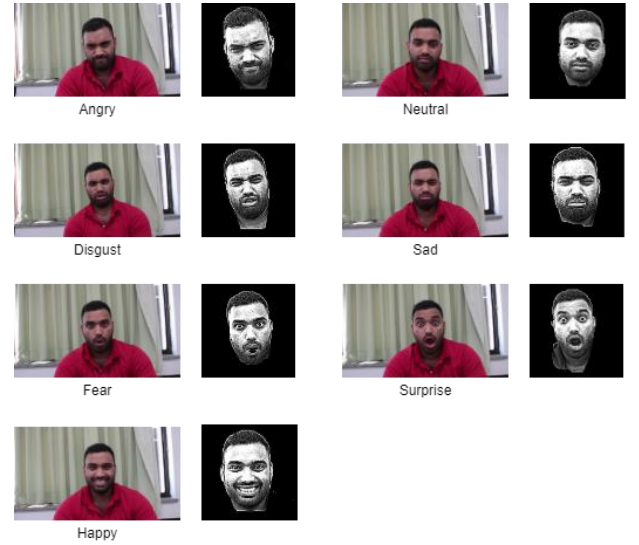 Angry
Neutral
Disgust
Sad
Fear
Surprise
Happy